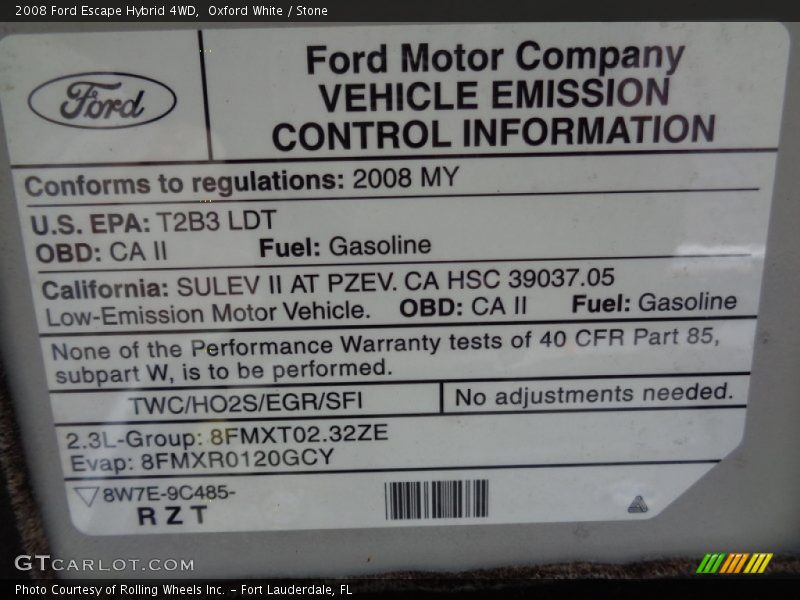 2008 Ford Escape Hybrid 4WD,  Oxford White / Stone
Ford
Ford Motor Company
VEHICLE EMISSION
CONTROL INFORMATION
Conforms to regulations: 2008 MY
U.S. EPA: T2B3 LDT
OBD: CA II   Fuel: Gasoline
California: SULEV II AT PZEV. CA HSC 39037.05
Low-Emission Motor Vehicle.   OBD: CA II   Fuel: Gasoline
None of the Performance Warranty tests of 40 CFR Part 85,
subpart W, is to be performed.
TWC/HO2S/EGR/SFI   No adjustments needed.
2.3L-Group: 8FMXT02.32ZE
Evap: 8FMXR0120GCY
8W7E-9C485-
RZT
GTCARLOT.COM
Photo Courtesy of Rolling Wheels Inc. – Fort Lauderdale, FL